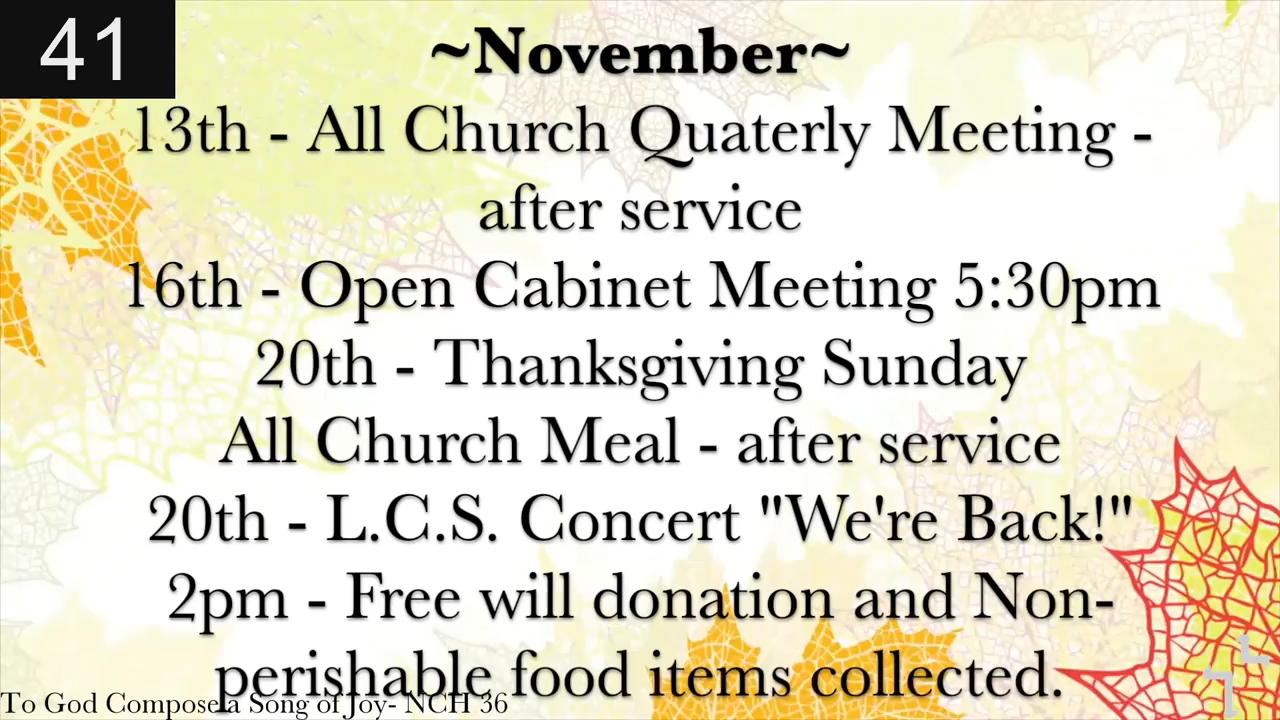 41
~November~
13th - All Church Quaterly Meeting -
after service
16th - Open Cabinet Meeting 5:30pm
20th - Thanksgiving Sunday
All Church Meal - after service
20th - L.C.S. Concert "We're Back!"
2pm - Free will donation and Non-
perishable food items collected.
To God Compose a Song of Joy- NCH 36